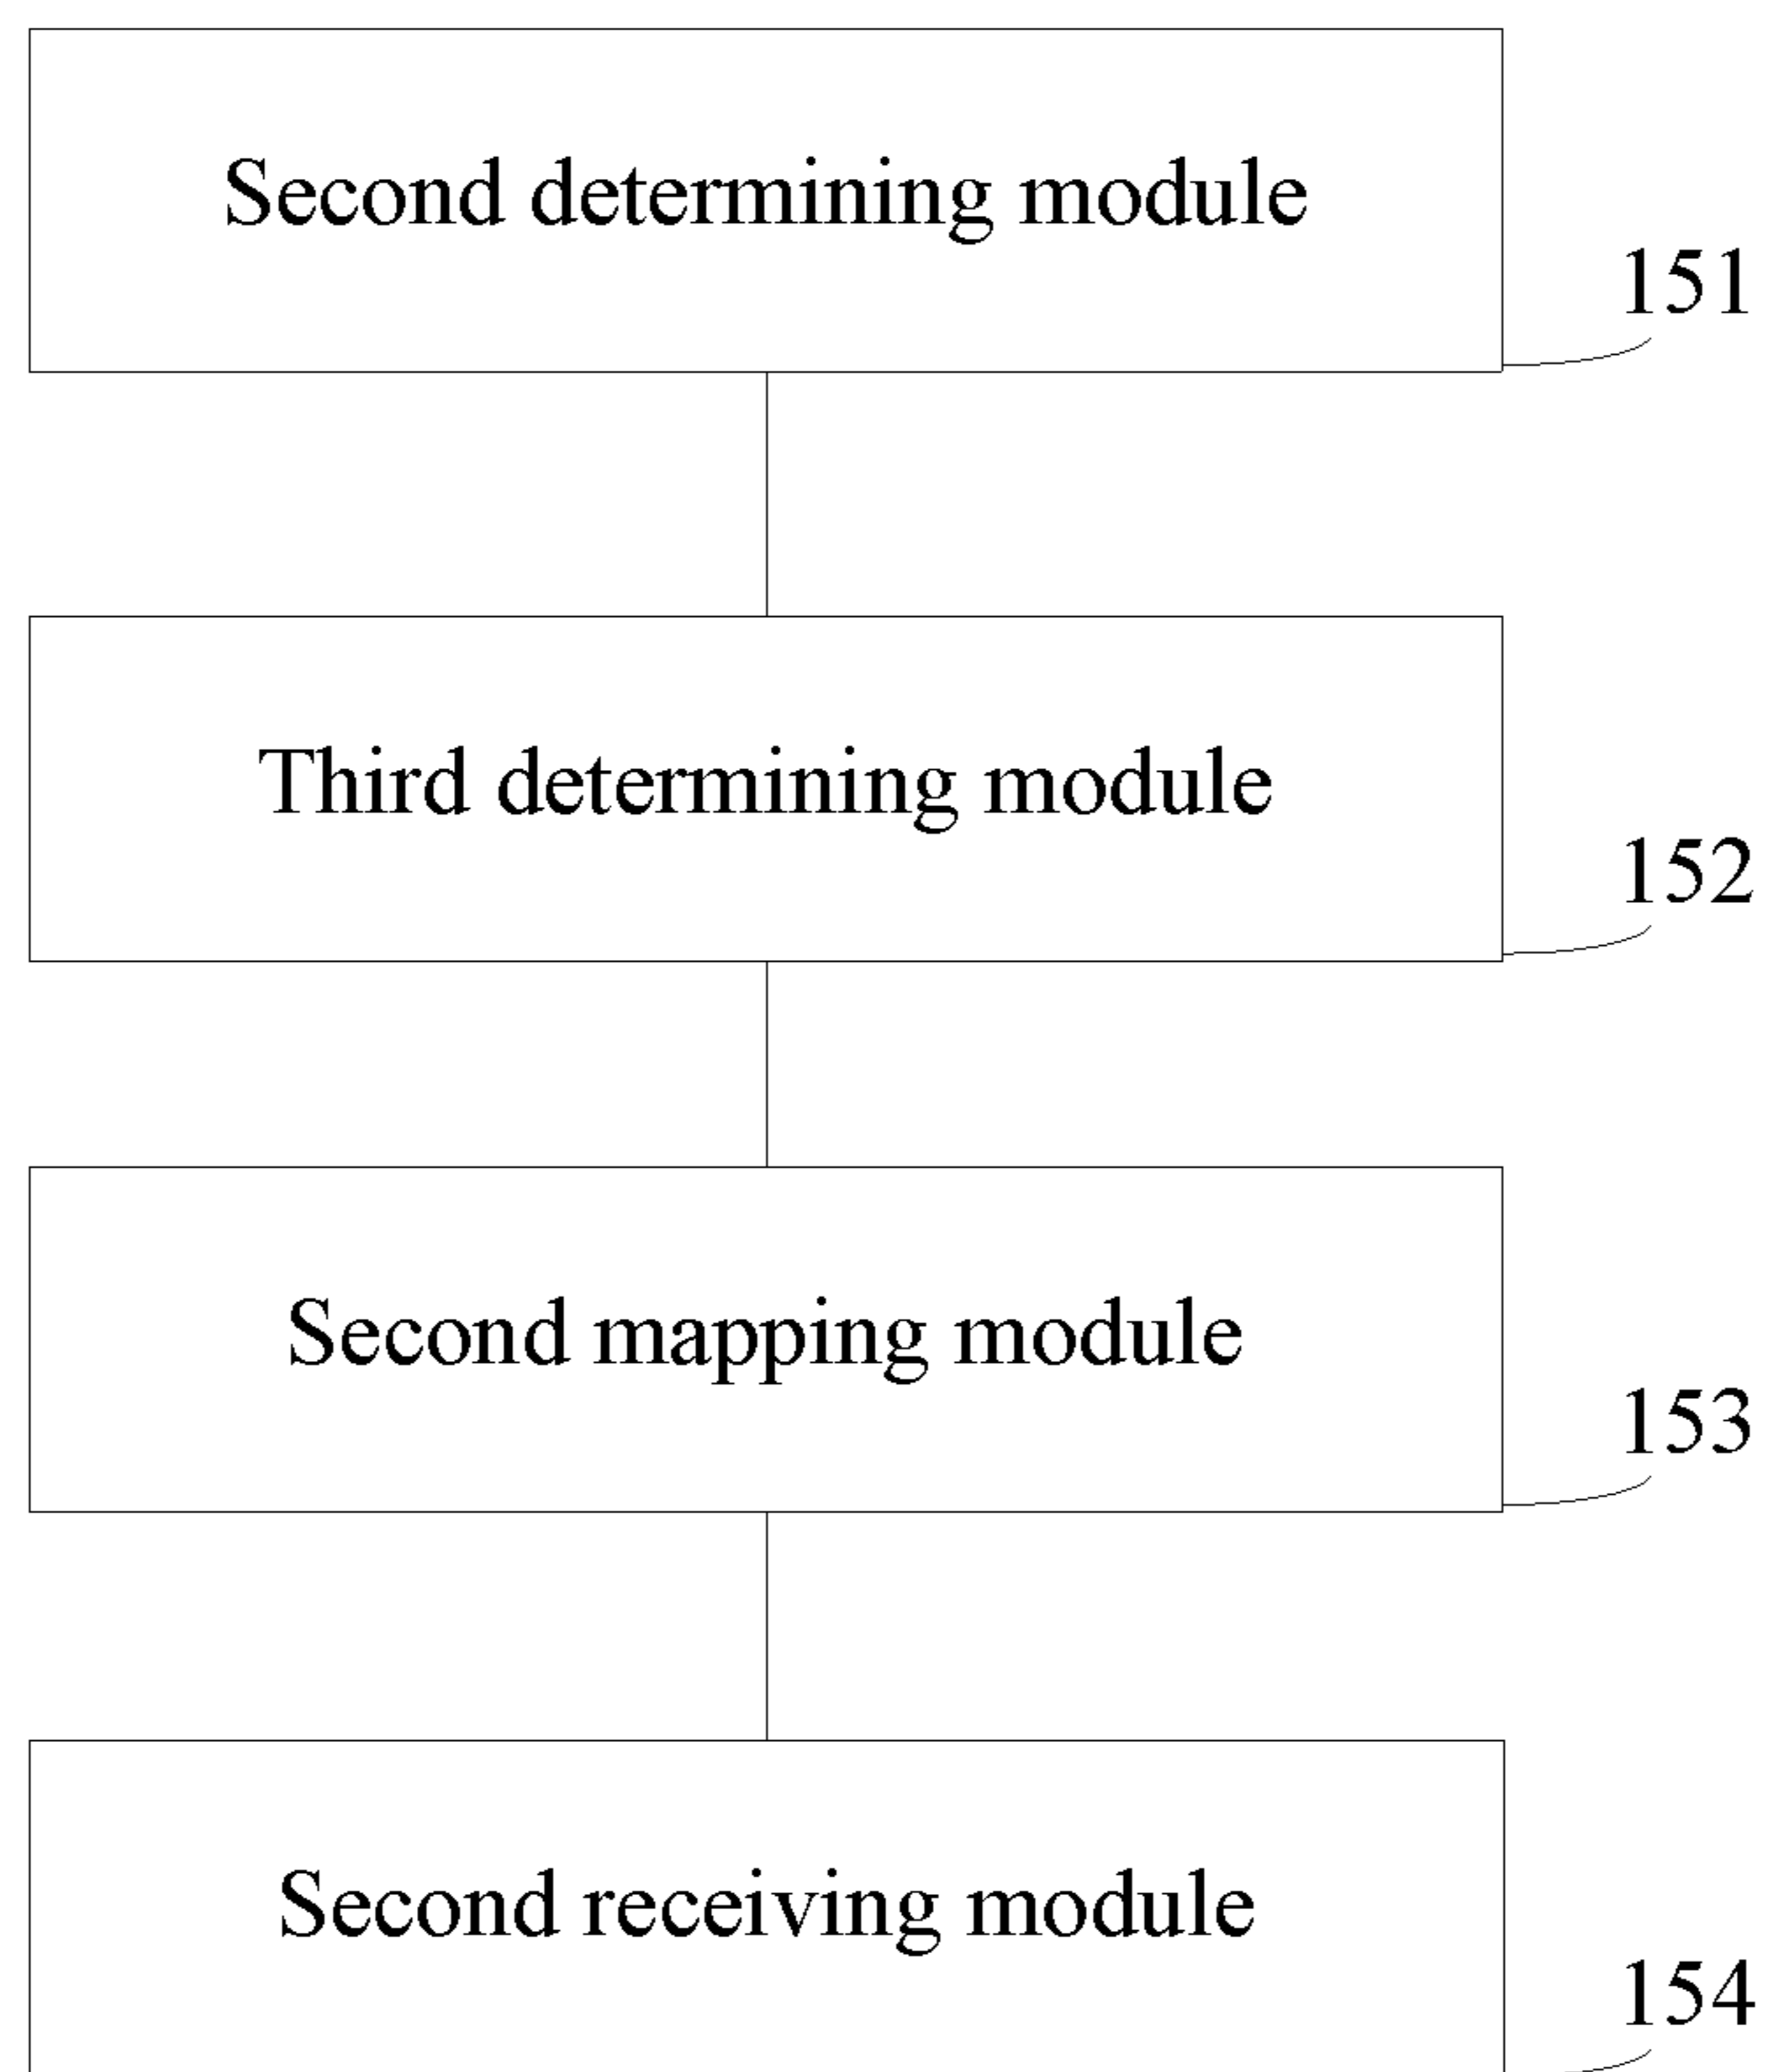 Second determining module
151
Third determining module
152
Second mapping module
153
Second receiving module
154